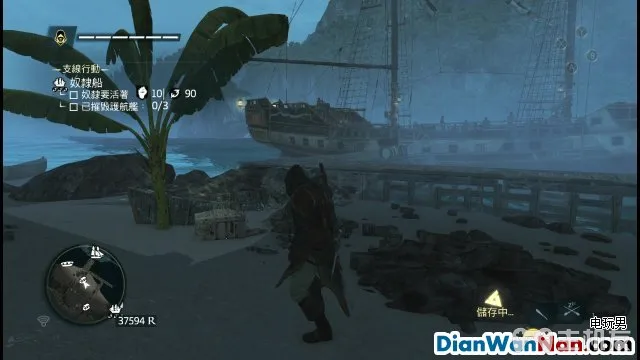 支線行動
奴隸船
奴隸要活著 10 90
已摧毀護航艦： 0/3
37594 R
儲存中...
电玩男
DianWanNan.com